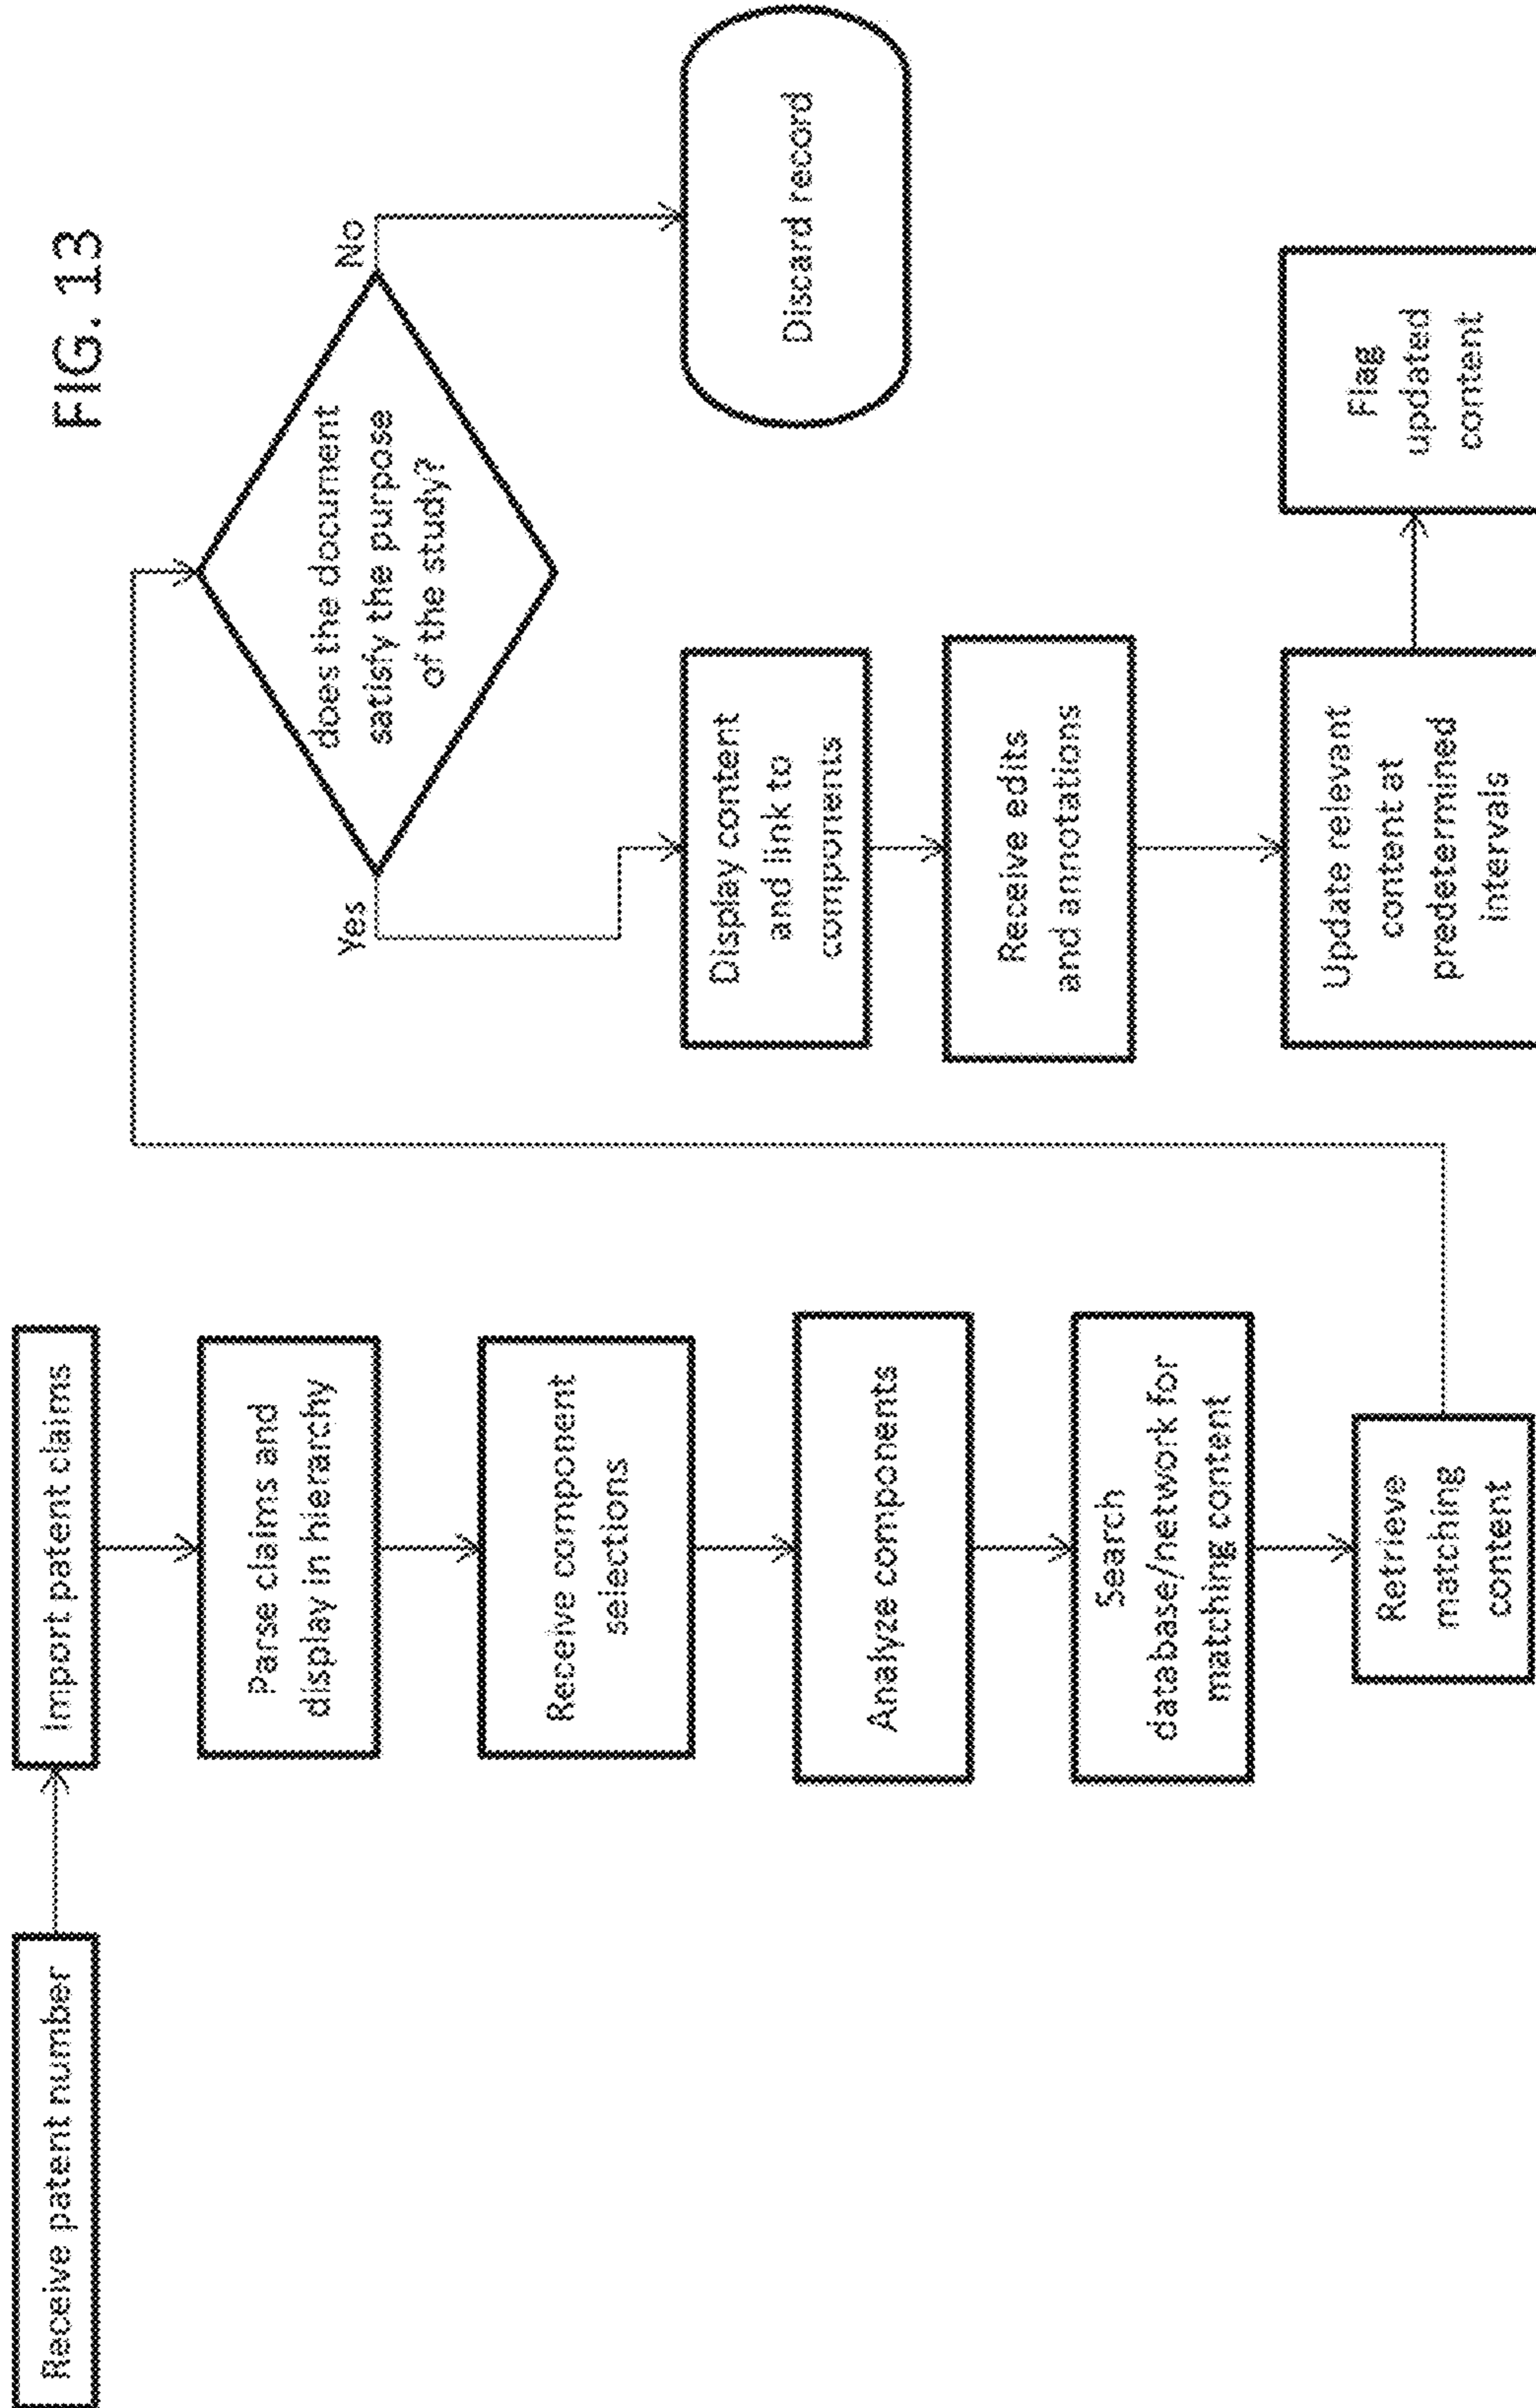 FIG. 13
Receive patent number
Import patent claims
Parse claims and
display in hierarchy
Receive component
selections
Analyze components
Search
database/network for
matching content
Retrieve
matching
content
does the document
satisfy the purpose
of the study?
Yes
No
Discard record
Display content
and link to
components
Receive edits
and annotations
Update relevant
content at
predetermined
intervals
Flag
updated
content